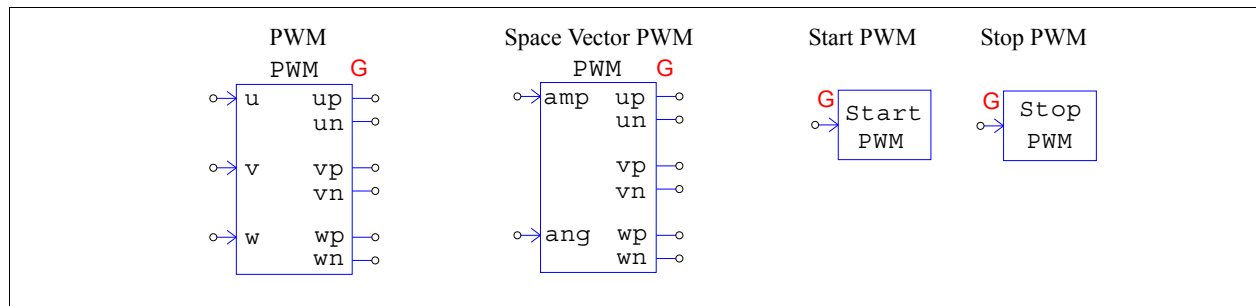 PWM
Space Vector PWM
Start PWM
Stop PWM
PWM G
PWM G
u up
un
v vp
vn
w wp
wn
amp up
un
vp
vn
ang wp
wn
G
Start
PWM
G
Stop
PWM